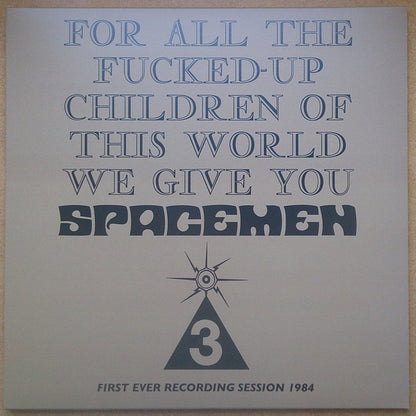 FOR ALL THE
FUCKED-UP
CHILDREN OF
THIS WORLD
WE GIVE YOU
SPACEMEN
3
FIRST EVER RECORDING SESSION 1984